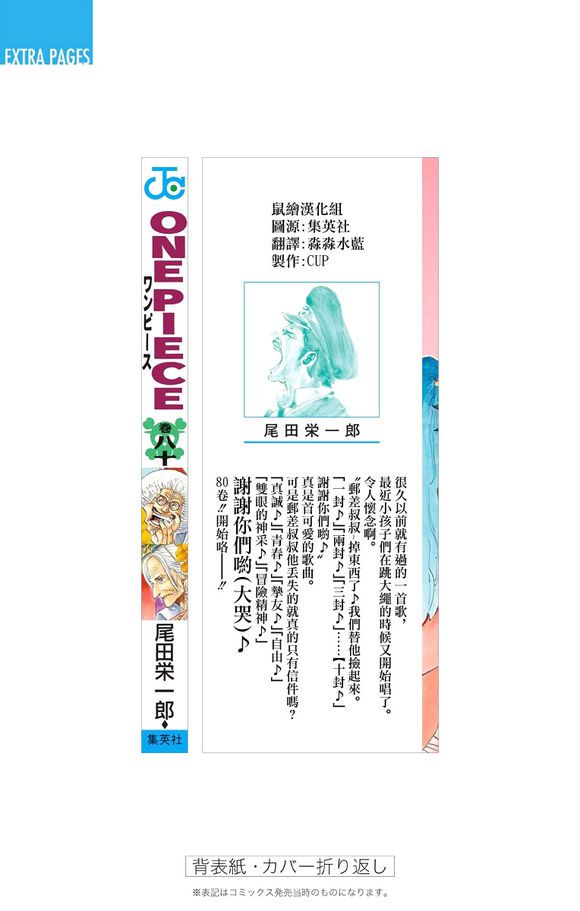 EXTRA PAGES
ONE PIECE
ワンピース
巻八十
尾田栄一郎◆
集英社
鼠繪漢化組
圖源:集英社
翻譯:淼淼水藍
製作:CUP
尾田栄一郎
很久以前就有過的一首歌，
最近小孩子們在跳大繩的時候又開始唱了。
令人懷念啊。
〝郵差叔叔~掉東西了♪我們替他撿起來。
「一封♪」「兩封♪」「三封♪」……【十封♪」
謝謝你們喲♪〞
真是首可愛的歌曲。
可是郵差叔叔他丟失的就真的只有信件嗎？
「真誠♪」「青春♪」「摯友♪」「自由♪」
「雙眼的神采♪」「冒險精神♪」
謝謝你們喲(大哭)♪
80卷!!開始咯——!!
背表紙・カバー折り返し
※表記はコミックス発売当時のものになります。